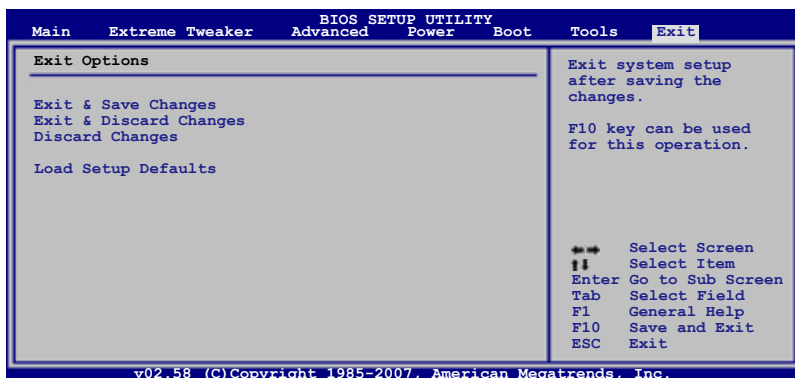 BIOS SETUP UTILITY
Main Extreme Tweaker Advanced Power Boot Tools Exit
Exit Options
Exit & Save Changes
Exit & Discard Changes
Discard Changes
Load Setup Defaults
Exit system setup
after saving the
changes.
F10 key can be used
for this operation.
←→ Select Screen
↑↓ Select Item
Enter Go to Sub Screen
Tab Select Field
F1 General Help
F10 Save and Exit
ESC Exit
v02.58 (C)Copyright 1985-2007, American Megatrends, Inc.